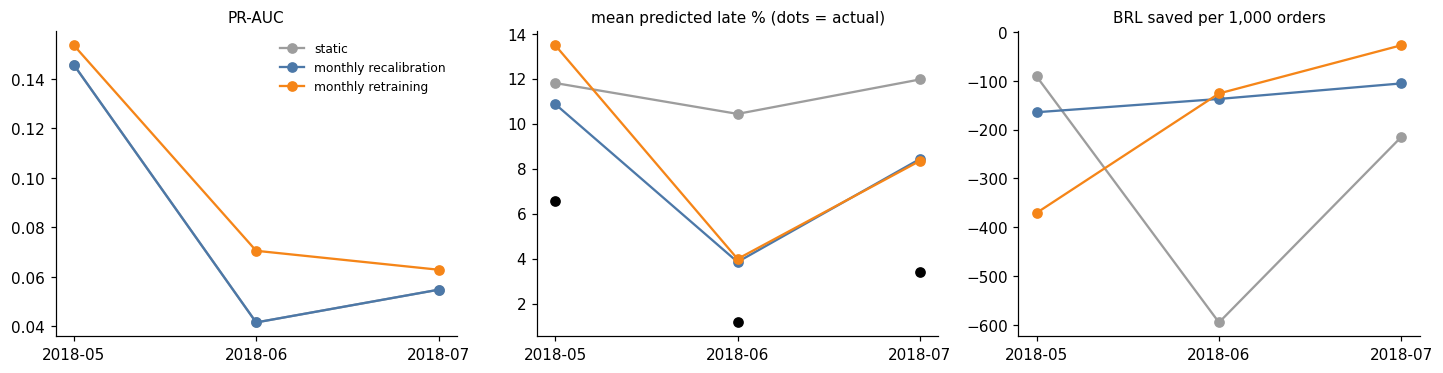 PR-AUC
static
monthly recalibration
monthly retraining
0.14
0.12
0.10
0.08
0.06
0.04
2018-05 2018-06 2018-07
mean predicted late % (dots = actual)
14
12
10
8
6
4
2
2018-05 2018-06 2018-07
BRL saved per 1,000 orders
0
−100
−200
−300
−400
−500
−600
2018-05 2018-06 2018-07